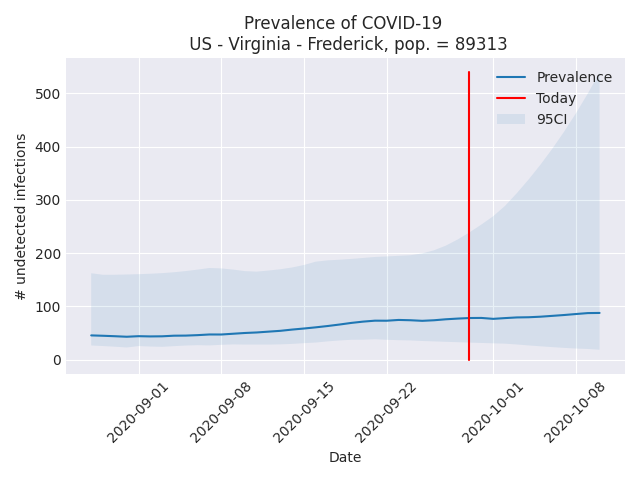 Prevalence of COVID-19
US - Virginia - Frederick, pop. = 89313
Prevalence
Today
95CI
500
400
300
200
100
0
# undetected infections
2020-09-01
2020-09-08
2020-09-15
2020-09-22
2020-10-01
2020-10-08
Date